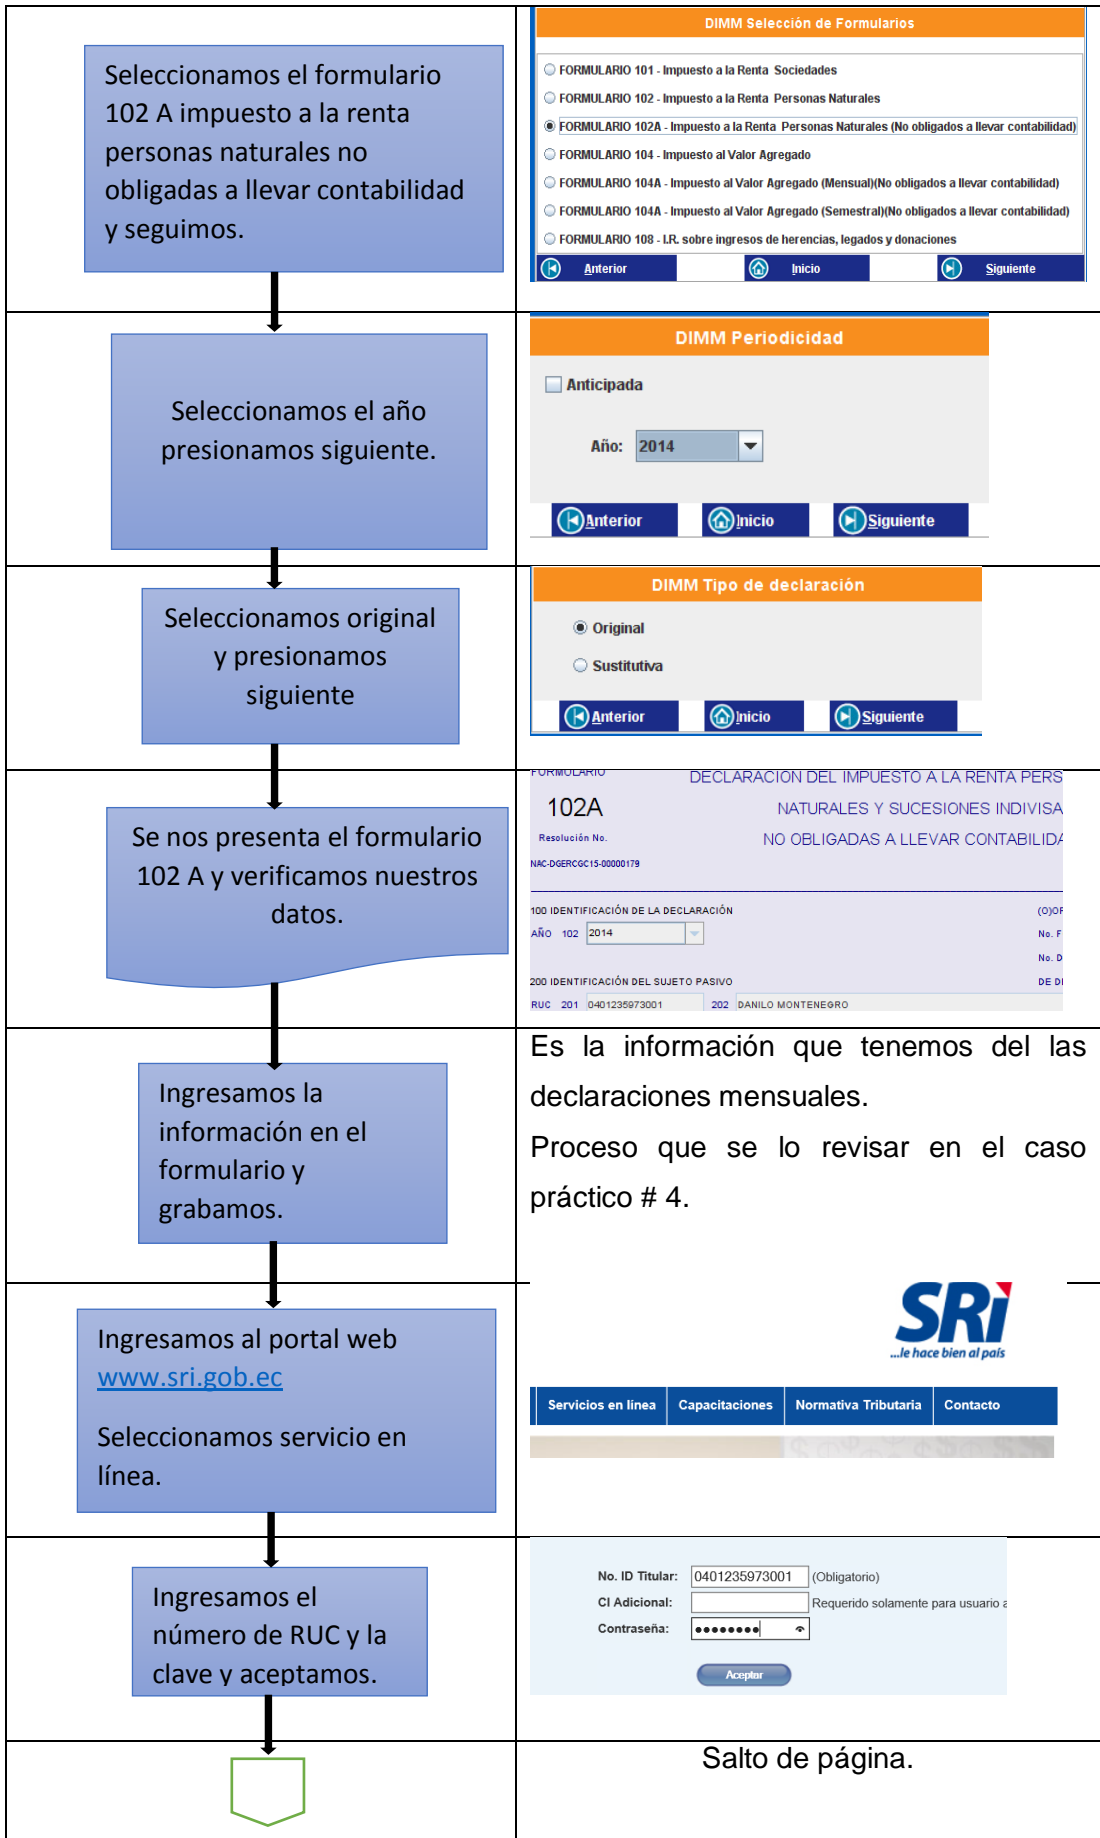 Seleccionamos el formulario
102 A impuesto a la renta
personas naturales no
obligadas a llevar contabilidad
y seguimos.
DIMM Selección de Formularios
FORMULARIO 101 - Impuesto a la Renta Sociedades
FORMULARIO 102 - Impuesto a la Renta Personas Naturales
FORMULARIO 102A - Impuesto a la Renta Personas Naturales (No obligados a llevar contabilidad)
FORMULARIO 104 - Impuesto al Valor Agregado
FORMULARIO 104A - Impuesto al Valor Agregado (Mensual)(No obligados a llevar contabilidad)
FORMULARIO 104A - Impuesto al Valor Agregado (Semestral)(No obligados a llevar contabilidad)
FORMULARIO 108 - I.R. sobre ingresos de herencias, legados y donaciones
Anterior Inicio Siguiente
Seleccionamos el año
presionamos siguiente.
DIMM Periodicidad
Anticipada
Año: 2014
Anterior Inicio Siguiente
Seleccionamos original
y presionamos
siguiente
DIMM Tipo de declaración
Original
Sustitutiva
Anterior Inicio Siguiente
Se nos presenta el formulario
102 A y verificamos nuestros
datos.
FORMULARIO DECLARACIÓN DEL IMPUESTO A LA RENTA PERS
102A NATURALES Y SUCESIONES INDIVISA
Resolución No. NO OBLIGADAS A LLEVAR CONTABILIDA
NAC-DGERCGC15-00000179
100 IDENTIFICACIÓN DE LA DECLARACIÓN (O)OF
AÑO 102 2014 No. F
No. D
200 IDENTIFICACIÓN DEL SUJETO PASIVO DE DE
RUC 201 0401235973001 202 DANILO MONTENEGRO
Ingresamos la
información en el
formulario y
grabamos.
Es la información que tenemos del las
declaraciones mensuales.
Proceso que se lo revisar en el caso
práctico # 4.
Ingresamos al portal web
www.sri.gob.ec
Seleccionamos servicio en
línea.
SRi
...le hace bien al país
Servicios en línea Capacitaciones Normativa Tributaria Contacto
Ingresamos el
número de RUC y la
clave y aceptamos.
No. ID Titular: 0401235973001 (Obligatorio)
CI Adicional: Requerido solamente para usuario a
Contraseña: ●●●●●●●●
Aceptar
Salto de página.